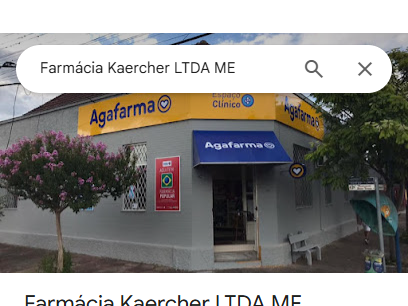 Farmácia Kaercher LTDA ME
Espaço
Clínico
Agafarma
Agafarma
Agafarma
FARMÁCIA
POPULAR
Farmácia Kaercher LTDA ME